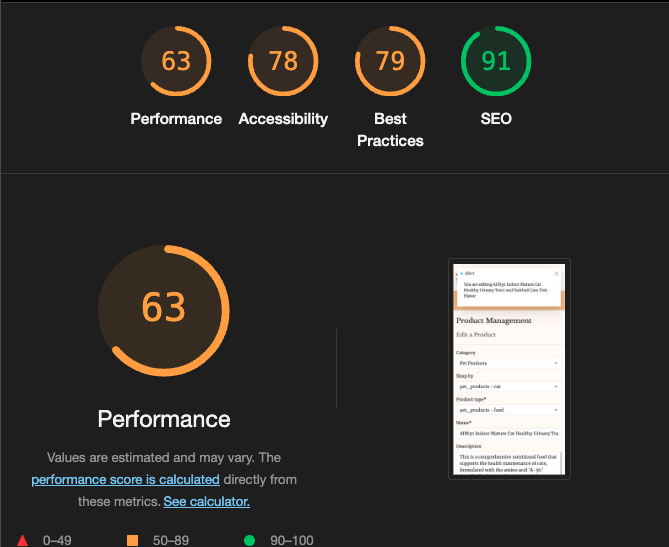 63
78
79
91
Performance
Accessibility
Best
Practices
SEO
63
Performance
Values are estimated and may vary. The
performance score is calculated directly from
these metrics. See calculator.
0–49
50–89
90–100
Alert
You are editing
Indoor Mature Cat
Healthy Urinary Tract and Hairball Care Fish
Flavor
Product Management
Edit a Product
Category
Pet Products
Shop by
pet_products - cat
Product type*
pet_products - food
Name*
Indoor Mature Cat Healthy Urinary Tra
Description
This is a comprehensive nutritional food that
supports the health maintenance of cats,
formulated with the amino acid